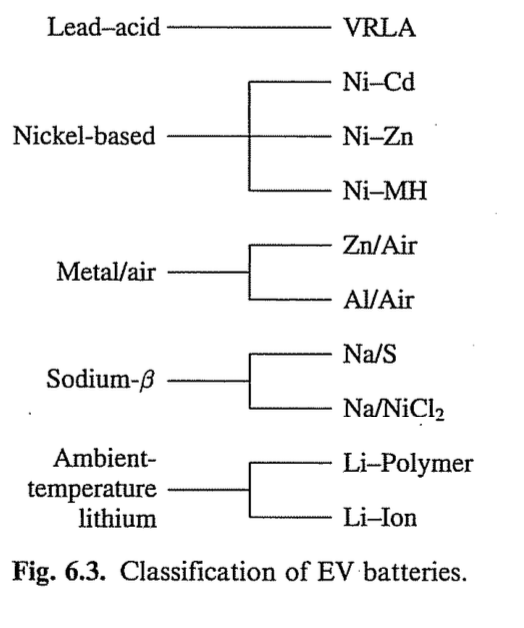 Lead–acid VRLA
Ni–Cd
Nickel-based Ni–Zn
Ni–MH
Zn/Air
Metal/air
Al/Air
Na/S
Sodium-β
Na/NiCl₂
Ambient-
temperature
lithium
Li–Polymer
Li–Ion
Fig. 6.3. Classification of EV batteries.